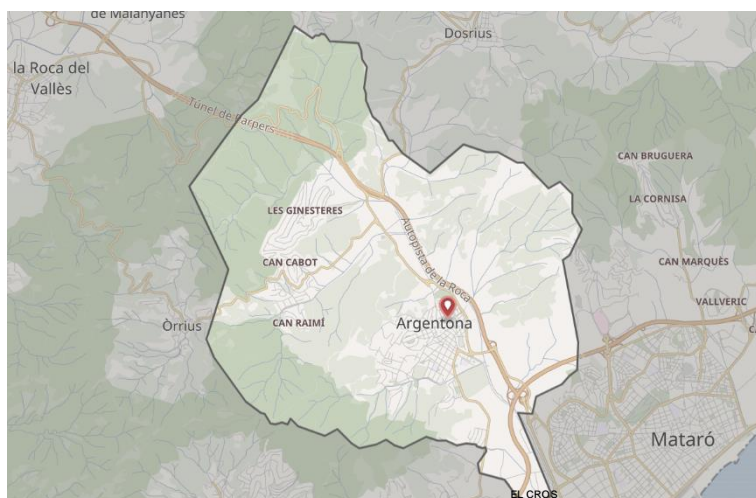 de Malanyanes
Dosrius
la Roca del
Vallès
Túnel de Parpers
CAN BRUGUERA
LA CORNISA
LES GINESTERES
Autopista de la Roca
CAN CABOT
CAN MARQUÈS
VALLVERIC
Òrrius
CAN RAIMÍ
Argentona
Mataró
EL CROS